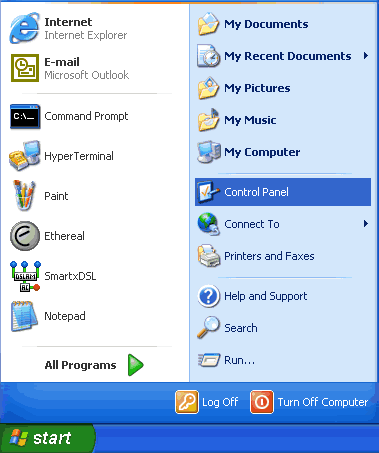 Internet
Internet Explorer
E-mail
Microsoft Outlook
C:\_
Command Prompt
HyperTerminal
Paint
Ethereal
DSLAM
SmartxDSL
Notepad
All Programs
My Documents
My Recent Documents
My Pictures
My Music
My Computer
Control Panel
Connect To
Printers and Faxes
Help and Support
Search
Run...
Log Off
Turn Off Computer
start